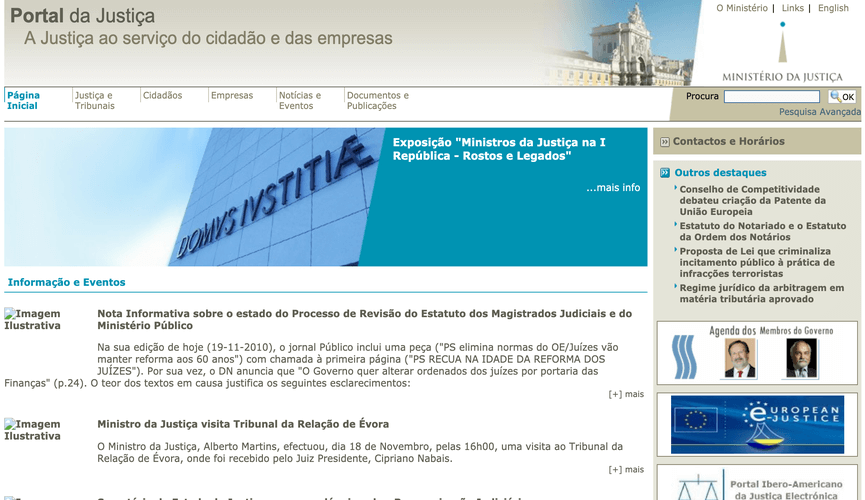 Portal da Justiça
A Justiça ao serviço do cidadão e das empresas
O Ministério | Links | English
MINISTÉRIO DA JUSTIÇA
Página Inicial
Justiça e Tribunais
Cidadãos
Empresas
Notícias e Eventos
Documentos e Publicações
Procura
OK
Pesquisa Avançada
DOMVS IVSTITIÆ
Exposição "Ministros da Justiça na I
República - Rostos e Legados"
...mais info
Informação e Eventos
Imagem
Ilustrativa
Nota Informativa sobre o estado do Processo de Revisão do Estatuto dos Magistrados Judiciais e do
Ministério Público
Na sua edição de hoje (19-11-2010), o jornal Público inclui uma peça ("PS elimina normas do OE/Juízes vão
manter reforma aos 60 anos") com chamada à primeira página ("PS RECUA NA IDADE DA REFORMA DOS
JUÍZES"). Por sua vez, o DN anuncia que "O Governo quer alterar ordenados dos juízes por portaria das
Finanças" (p.24). O teor dos textos em causa justifica os seguintes esclarecimentos:
[+] mais
Imagem
Ilustrativa
Ministro da Justiça visita Tribunal da Relação de Évora
O Ministro da Justiça, Alberto Martins, efectuou, dia 18 de Novembro, pelas 16h00, uma visita ao Tribunal da
Relação de Évora, onde foi recebido pelo Juiz Presidente, Cipriano Nabais.
[+] mais
Contactos e Horários
Outros destaques
Conselho de Competitividade
debateu criação da Patente da
União Europeia
Estatuto do Notariado e o Estatuto
da Ordem dos Notários
Proposta de Lei que criminaliza
incitamento público à prática de
infracções terroristas
Regime jurídico da arbitragem em
matéria tributária aprovado
Agenda dos Membros do Governo
EUROPEAN
e-JUSTICE
Portal Ibero-Americano
da Justiça Electrónica